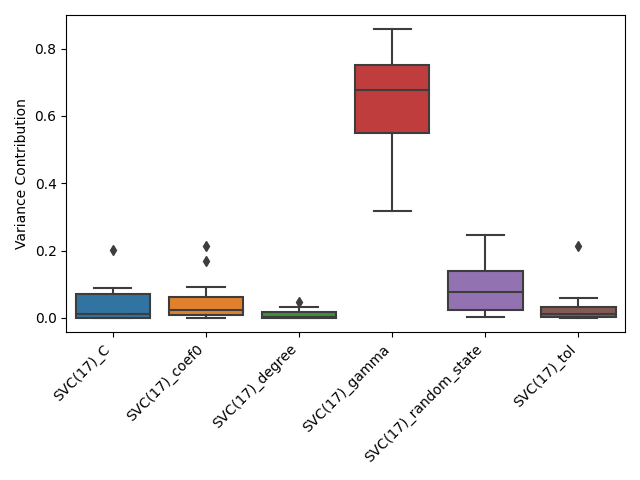 Variance Contribution
0.8
0.6
0.4
0.2
0.0
SVC(17)_C
SVC(17)_coef0
SVC(17)_degree
SVC(17)_gamma
SVC(17)_random_state
SVC(17)_tol